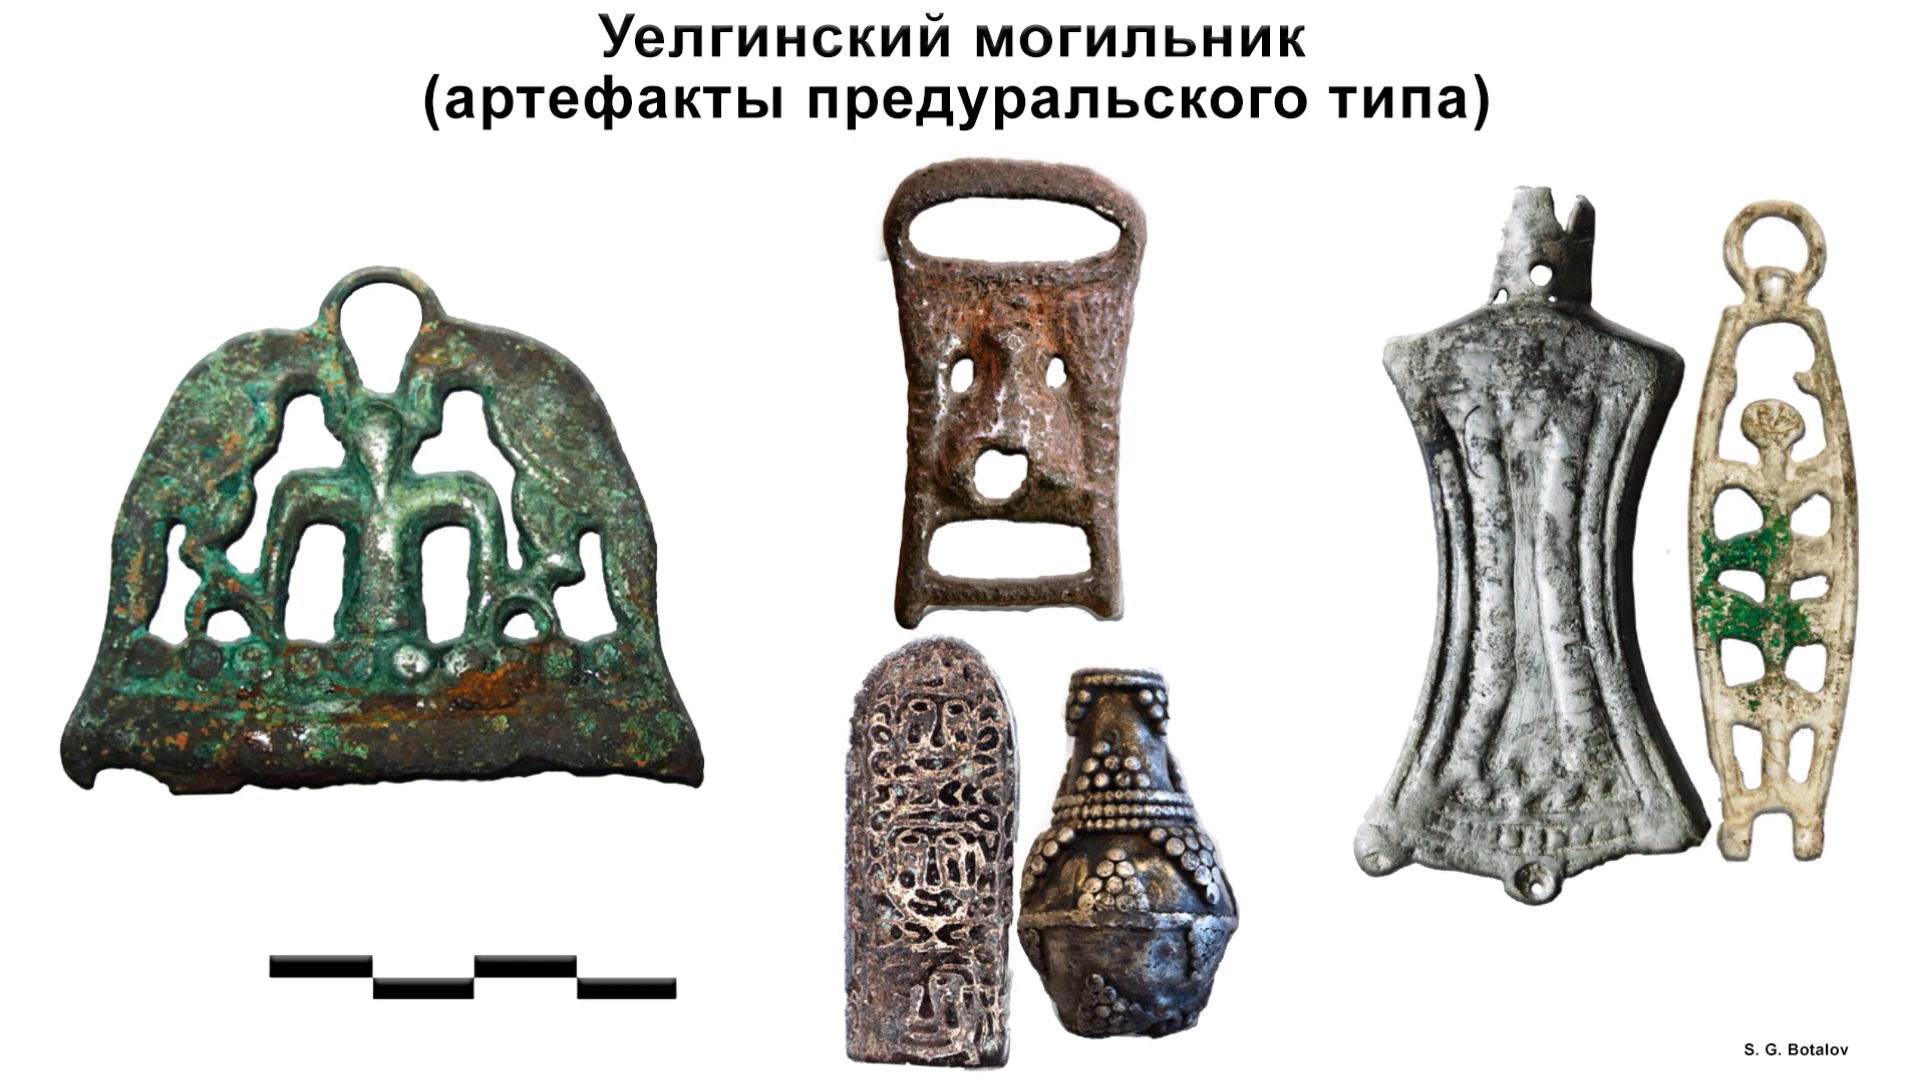 Уелгинский могильник
(артефакты предуральского типа)
S. G. Botalov